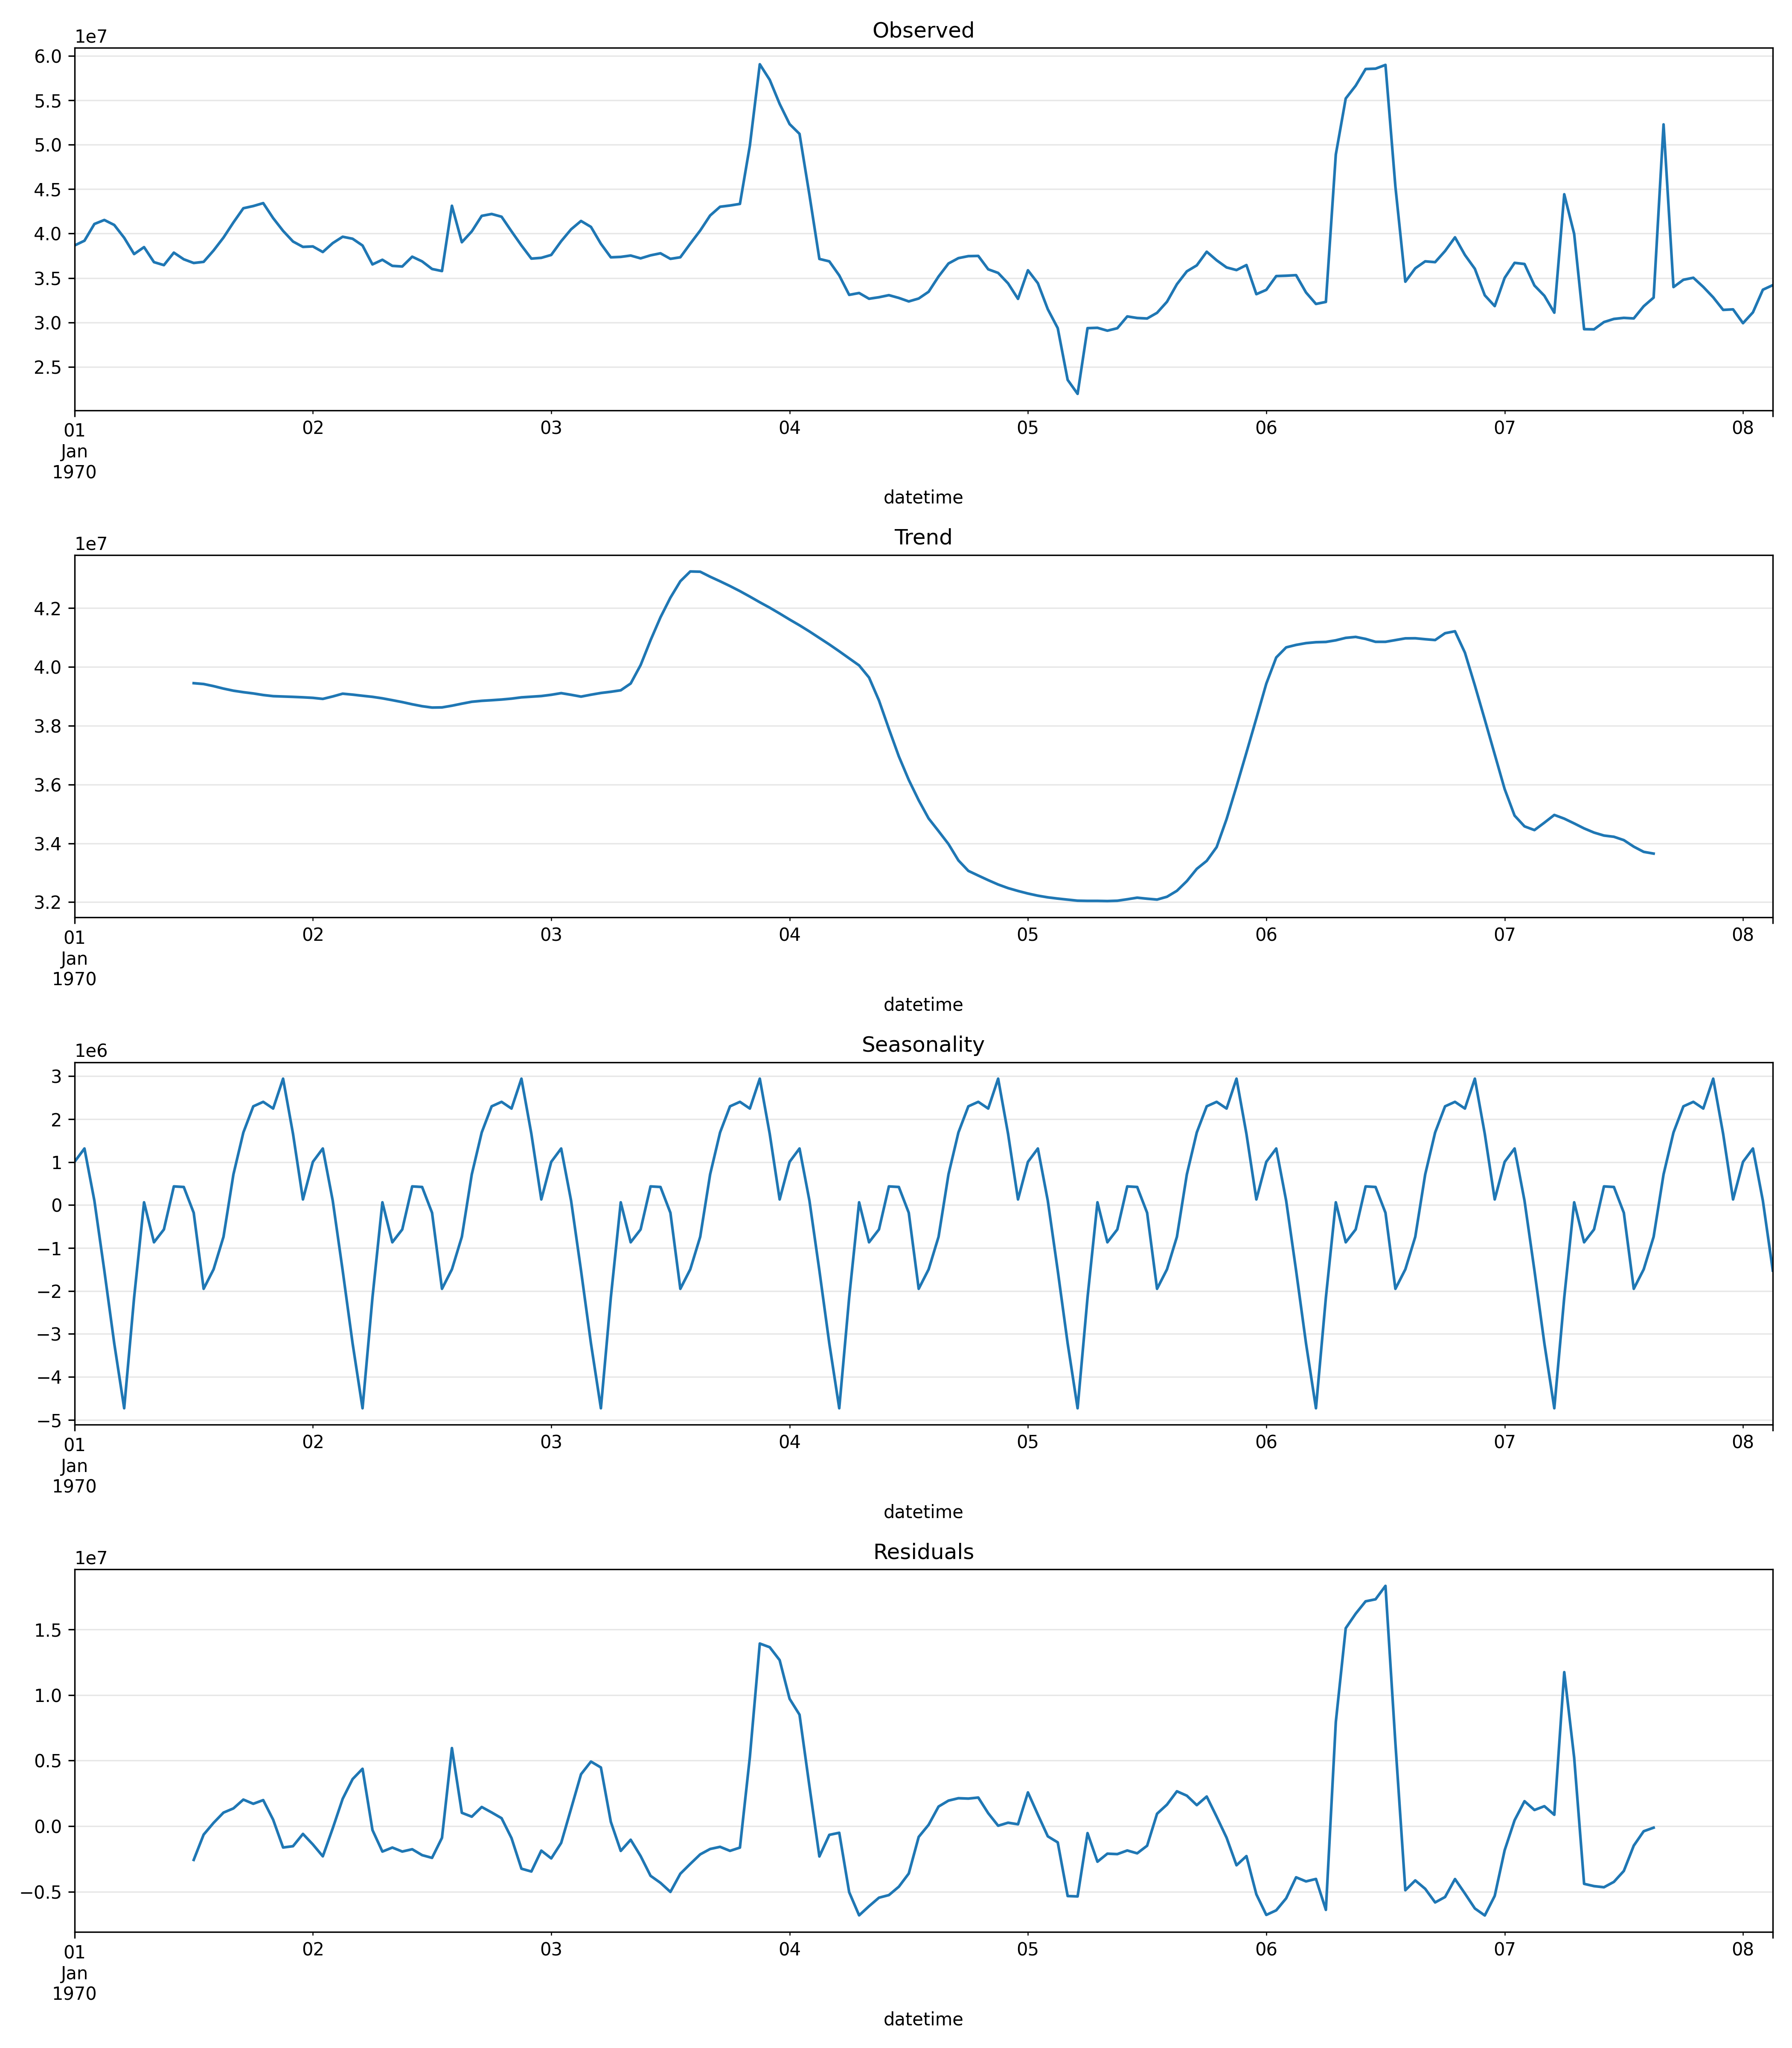 Observed
1e7
6.0
5.5
5.0
4.5
4.0
3.5
3.0
2.5
01 02 03 04 05 06 07 08
Jan
1970
datetime
Trend
1e7
4.2
4.0
3.8
3.6
3.4
3.2
01 02 03 04 05 06 07 08
Jan
1970
datetime
Seasonality
1e6
3
2
1
0
−1
−2
−3
−4
−5
01 02 03 04 05 06 07 08
Jan
1970
datetime
Residuals
1e7
1.5
1.0
0.5
0.0
−0.5
01 02 03 04 05 06 07 08
Jan
1970
datetime